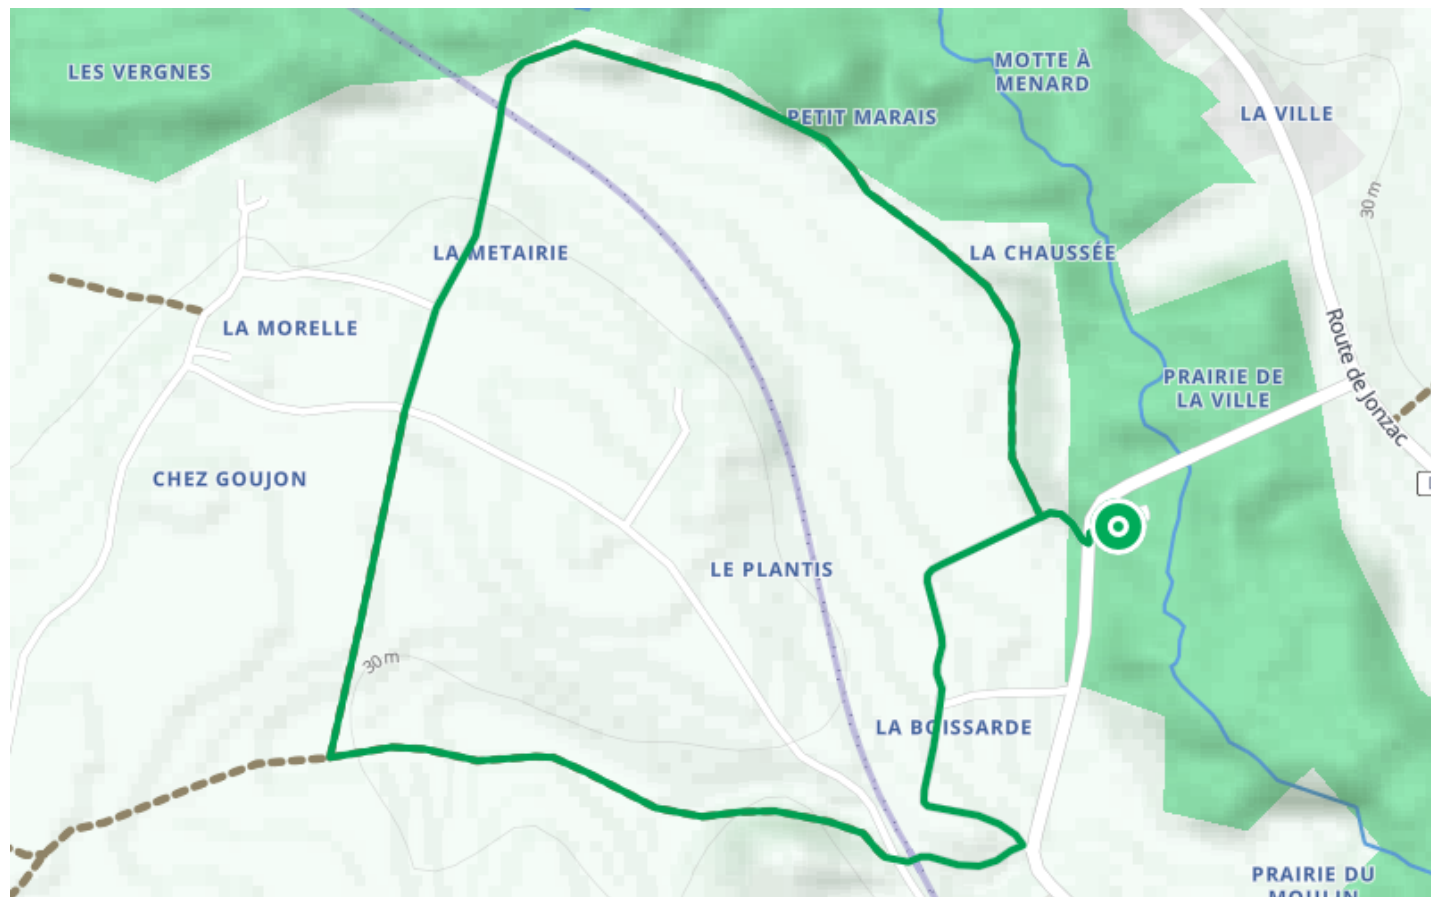 LES VERGNES
MOTTE À
MENARD
PETIT MARAIS
LA VILLE
30 m
LA METAIRIE
LA CHAUSSÉE
LA MORELLE
Route de Jonzac
PRAIRIE DE
LA VILLE
CHEZ GOUJON
LE PLANTIS
30 m
LA BOISSARDE
PRAIRIE DU
MOULIN